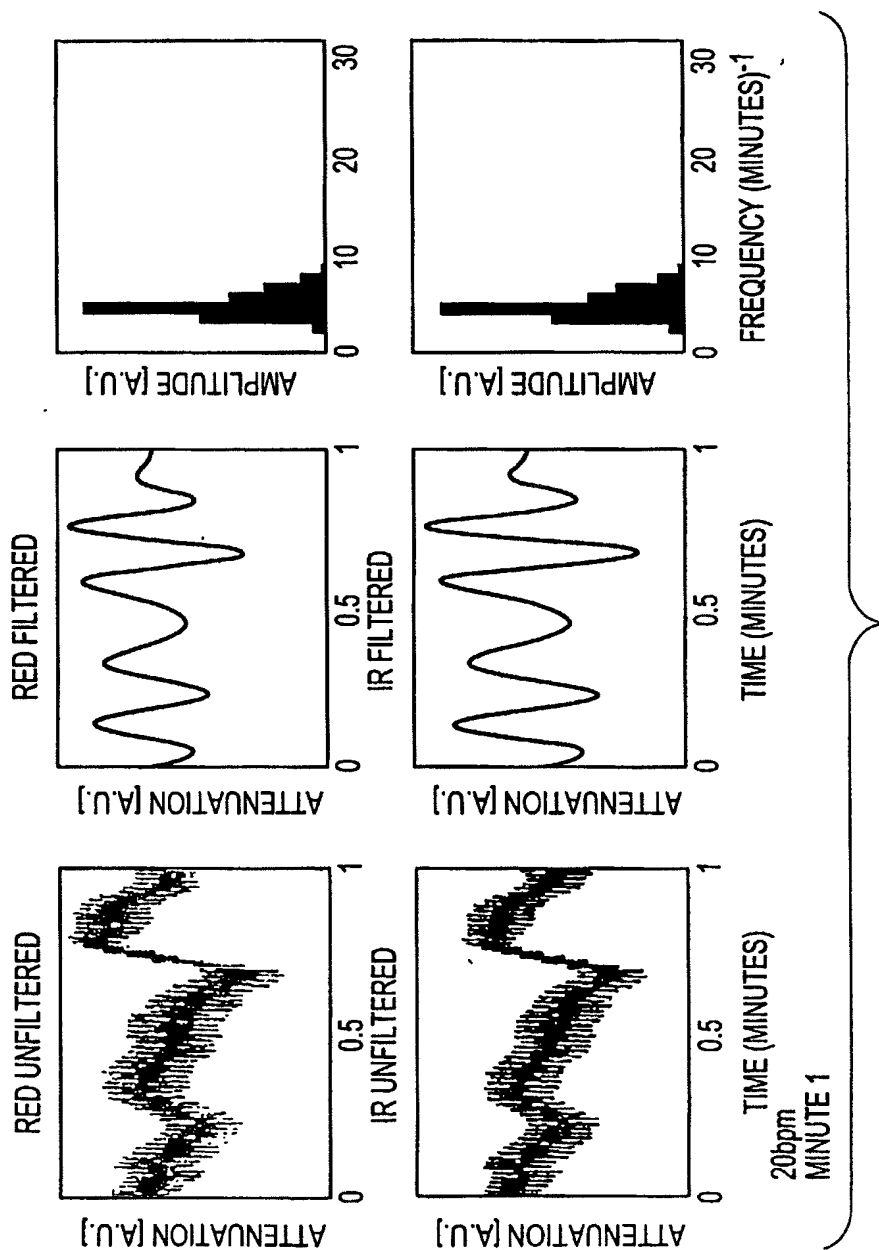 RED UNFILTERED
ATTENUATION [A.U.]
0 0.5 1
RED FILTERED
ATTENUATION [A.U.]
0 0.5 1
AMPLITUDE [A.U.]
0 10 20 30
IR UNFILTERED
ATTENUATION [A.U.]
0 0.5 1
TIME (MINUTES)
IR FILTERED
ATTENUATION [A.U.]
0 0.5 1
TIME (MINUTES)
AMPLITUDE [A.U.]
0 10 20 30
FREQUENCY (MINUTES)-1
20bpm
MINUTE 1